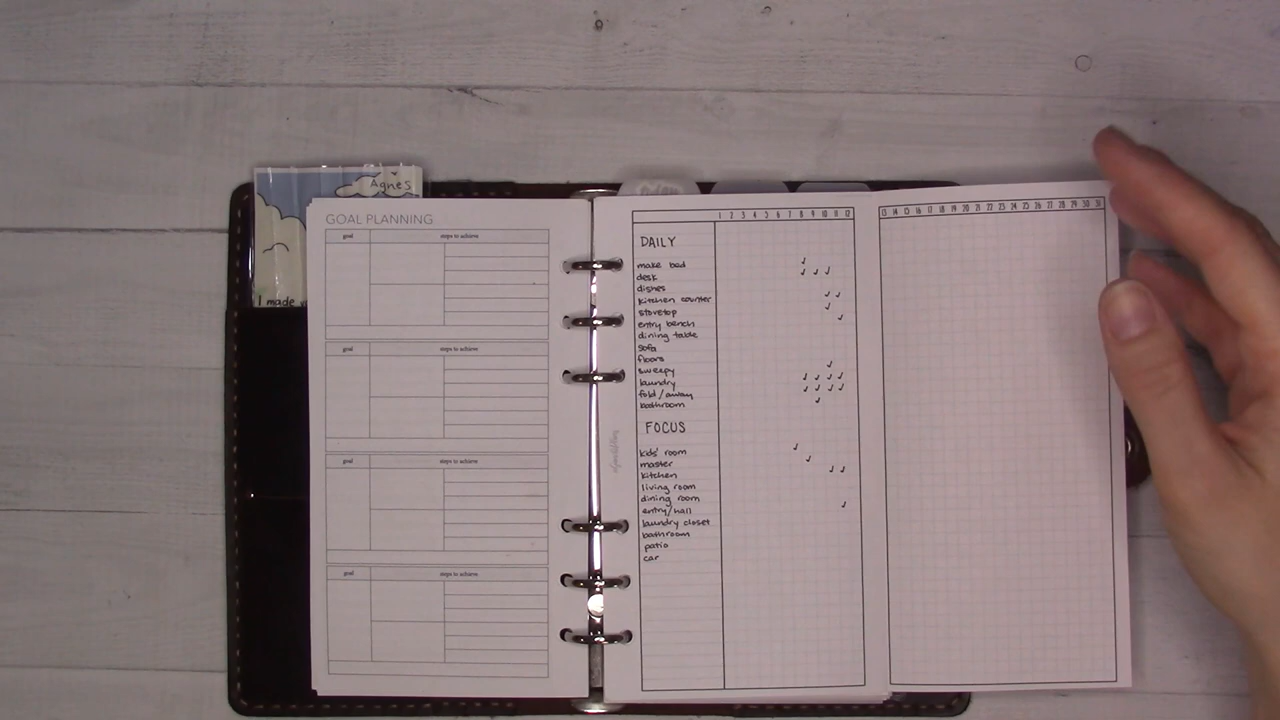 Agnes
I made
today
GOAL PLANNING
goal steps to achieve
goal steps to achieve
goal steps to achieve
goal steps to achieve
1 2 3 4 5 6 7 8 9 10 11 12
DAILY
make bed
desk
dishes
kitchen counter
stovetop
entry bench
dining table
sofa
floors
sweepy
laundry
fold/away
bathroom
FOCUS
kids' room
master
kitchen
living room
dining room
entry/hall
laundry closet
bathroom
patio
car
13 14 15 16 17 18 19 20 21 22 23 24 25 26 27 28 29 30 31